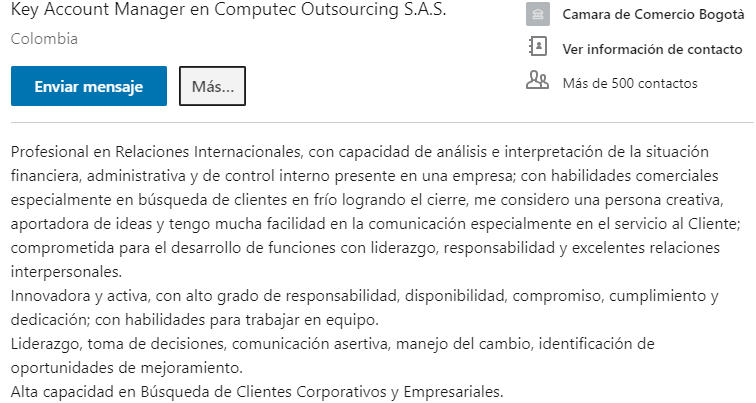 Key Account Manager en Computec Outsourcing S.A.S.
Colombia
Enviar mensaje
Más...
Camara de Comercio Bogotà
Ver información de contacto
Más de 500 contactos
Profesional en Relaciones Internacionales, con capacidad de análisis e interpretación de la situación
financiera, administrativa y de control interno presente en una empresa; con habilidades comerciales
especialmente en búsqueda de clientes en frío logrando el cierre, me considero una persona creativa,
aportadora de ideas y tengo mucha facilidad en la comunicación especialmente en el servicio al Cliente;
comprometida para el desarrollo de funciones con liderazgo, responsabilidad y excelentes relaciones
interpersonales.
Innovadora y activa, con alto grado de responsabilidad, disponibilidad, compromiso, cumplimiento y
dedicación; con habilidades para trabajar en equipo.
Liderazgo, toma de decisiones, comunicación asertiva, manejo del cambio, identificación de
oportunidades de mejoramiento.
Alta capacidad en Búsqueda de Clientes Corporativos y Empresariales.